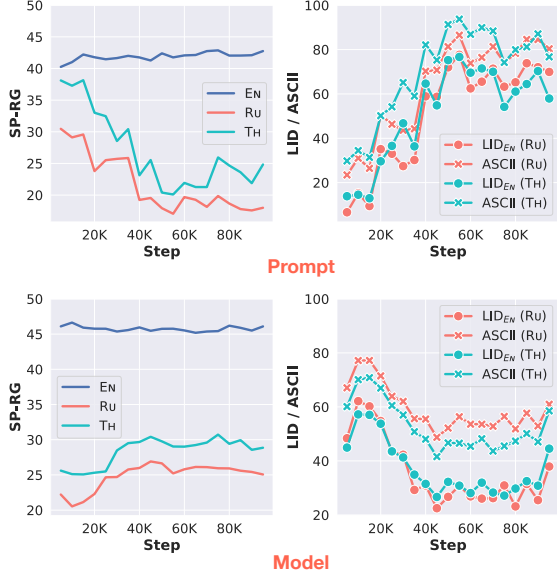 50
45
40
35
30
25
20
SP-RG
EN
RU
TH
20K 40K 60K 80K
Step
100
80
60
40
20
LID / ASCII
LID_EN (RU)
ASCII (RU)
LID_EN (TH)
ASCII (TH)
20K 40K 60K 80K
Step
Prompt
50
45
40
35
30
25
20
SP-RG
EN
RU
TH
20K 40K 60K 80K
Step
100
80
60
40
20
LID / ASCII
LID_EN (RU)
ASCII (RU)
LID_EN (TH)
ASCII (TH)
20K 40K 60K 80K
Step
Model